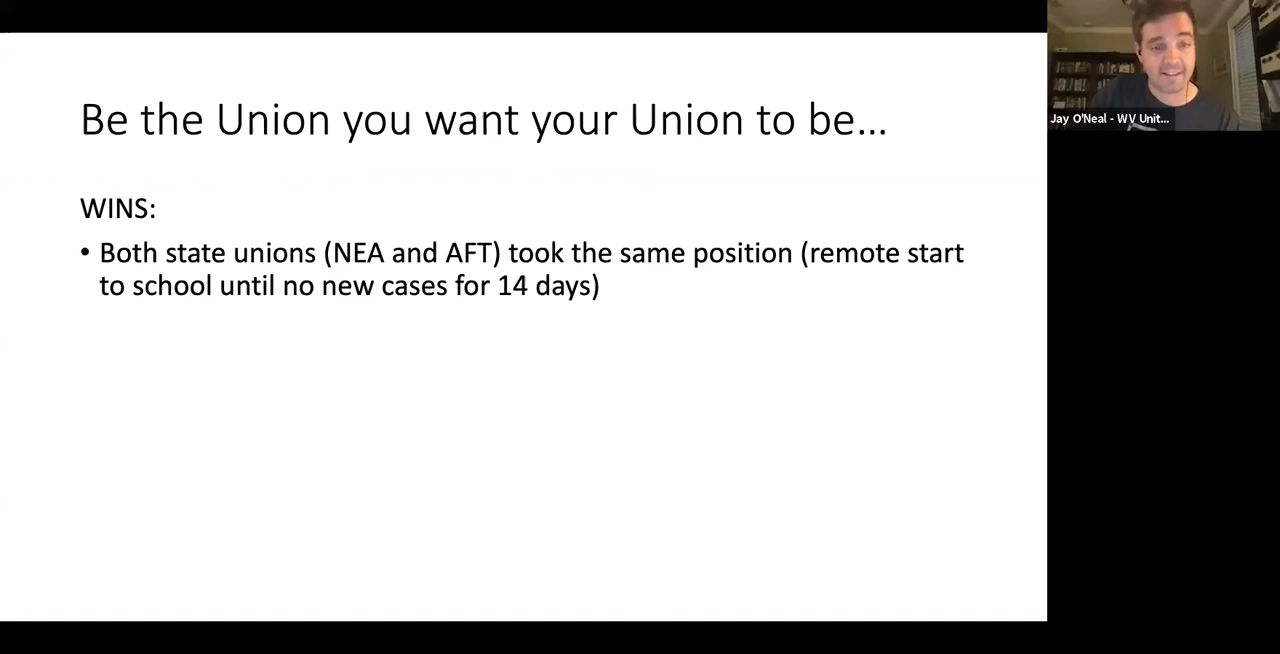 Be the Union you want your Union to be...
WINS:
• Both state unions (NEA and AFT) took the same position (remote start
to school until no new cases for 14 days)
Jay O'Neal - WV Unit...